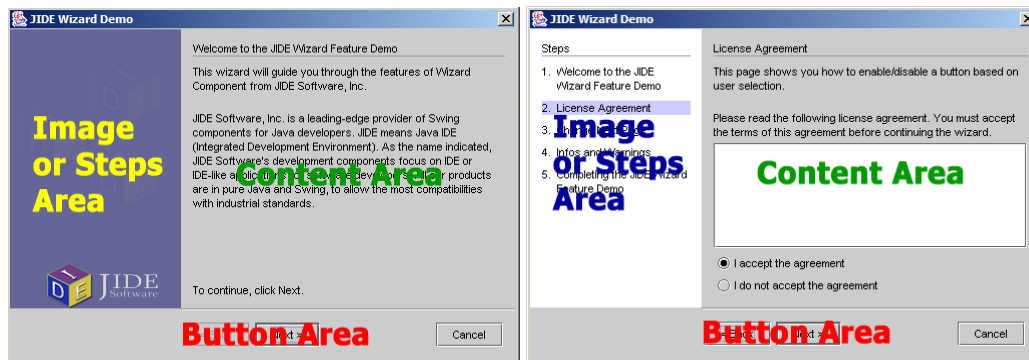 JIDE Wizard Demo
Welcome to the JIDE Wizard Feature Demo
This wizard will guide you through the features of Wizard
Component from JIDE Software, Inc.
JIDE Software, Inc. is a leading-edge provider of Swing
components for Java developers. JIDE means Java IDE
(Integrated Development Environment). As the name indicated,
JIDE Software's development components focus on IDE or
IDE-like products
are in pure Java and Swing, to allow the most compatibilities
with industrial standards.
To continue, click Next.
Image
or Steps
Area
Content Area
JIDE
Software
Button Area
Cancel
JIDE Wizard Demo
Steps
1. Welcome to the JIDE
Wizard Feature Demo
2. License Agreement
3.
4. Infos and Warnings
5. Completing the JIDE Wizard
Feature Demo
Image
or Steps
Area
License Agreement
This page shows you how to enable/disable a button based on
user selection.
Please read the following license agreement. You must accept
the terms of this agreement before continuing the wizard.
Content Area
I accept the agreement
I do not accept the agreement
Button Area
Cancel